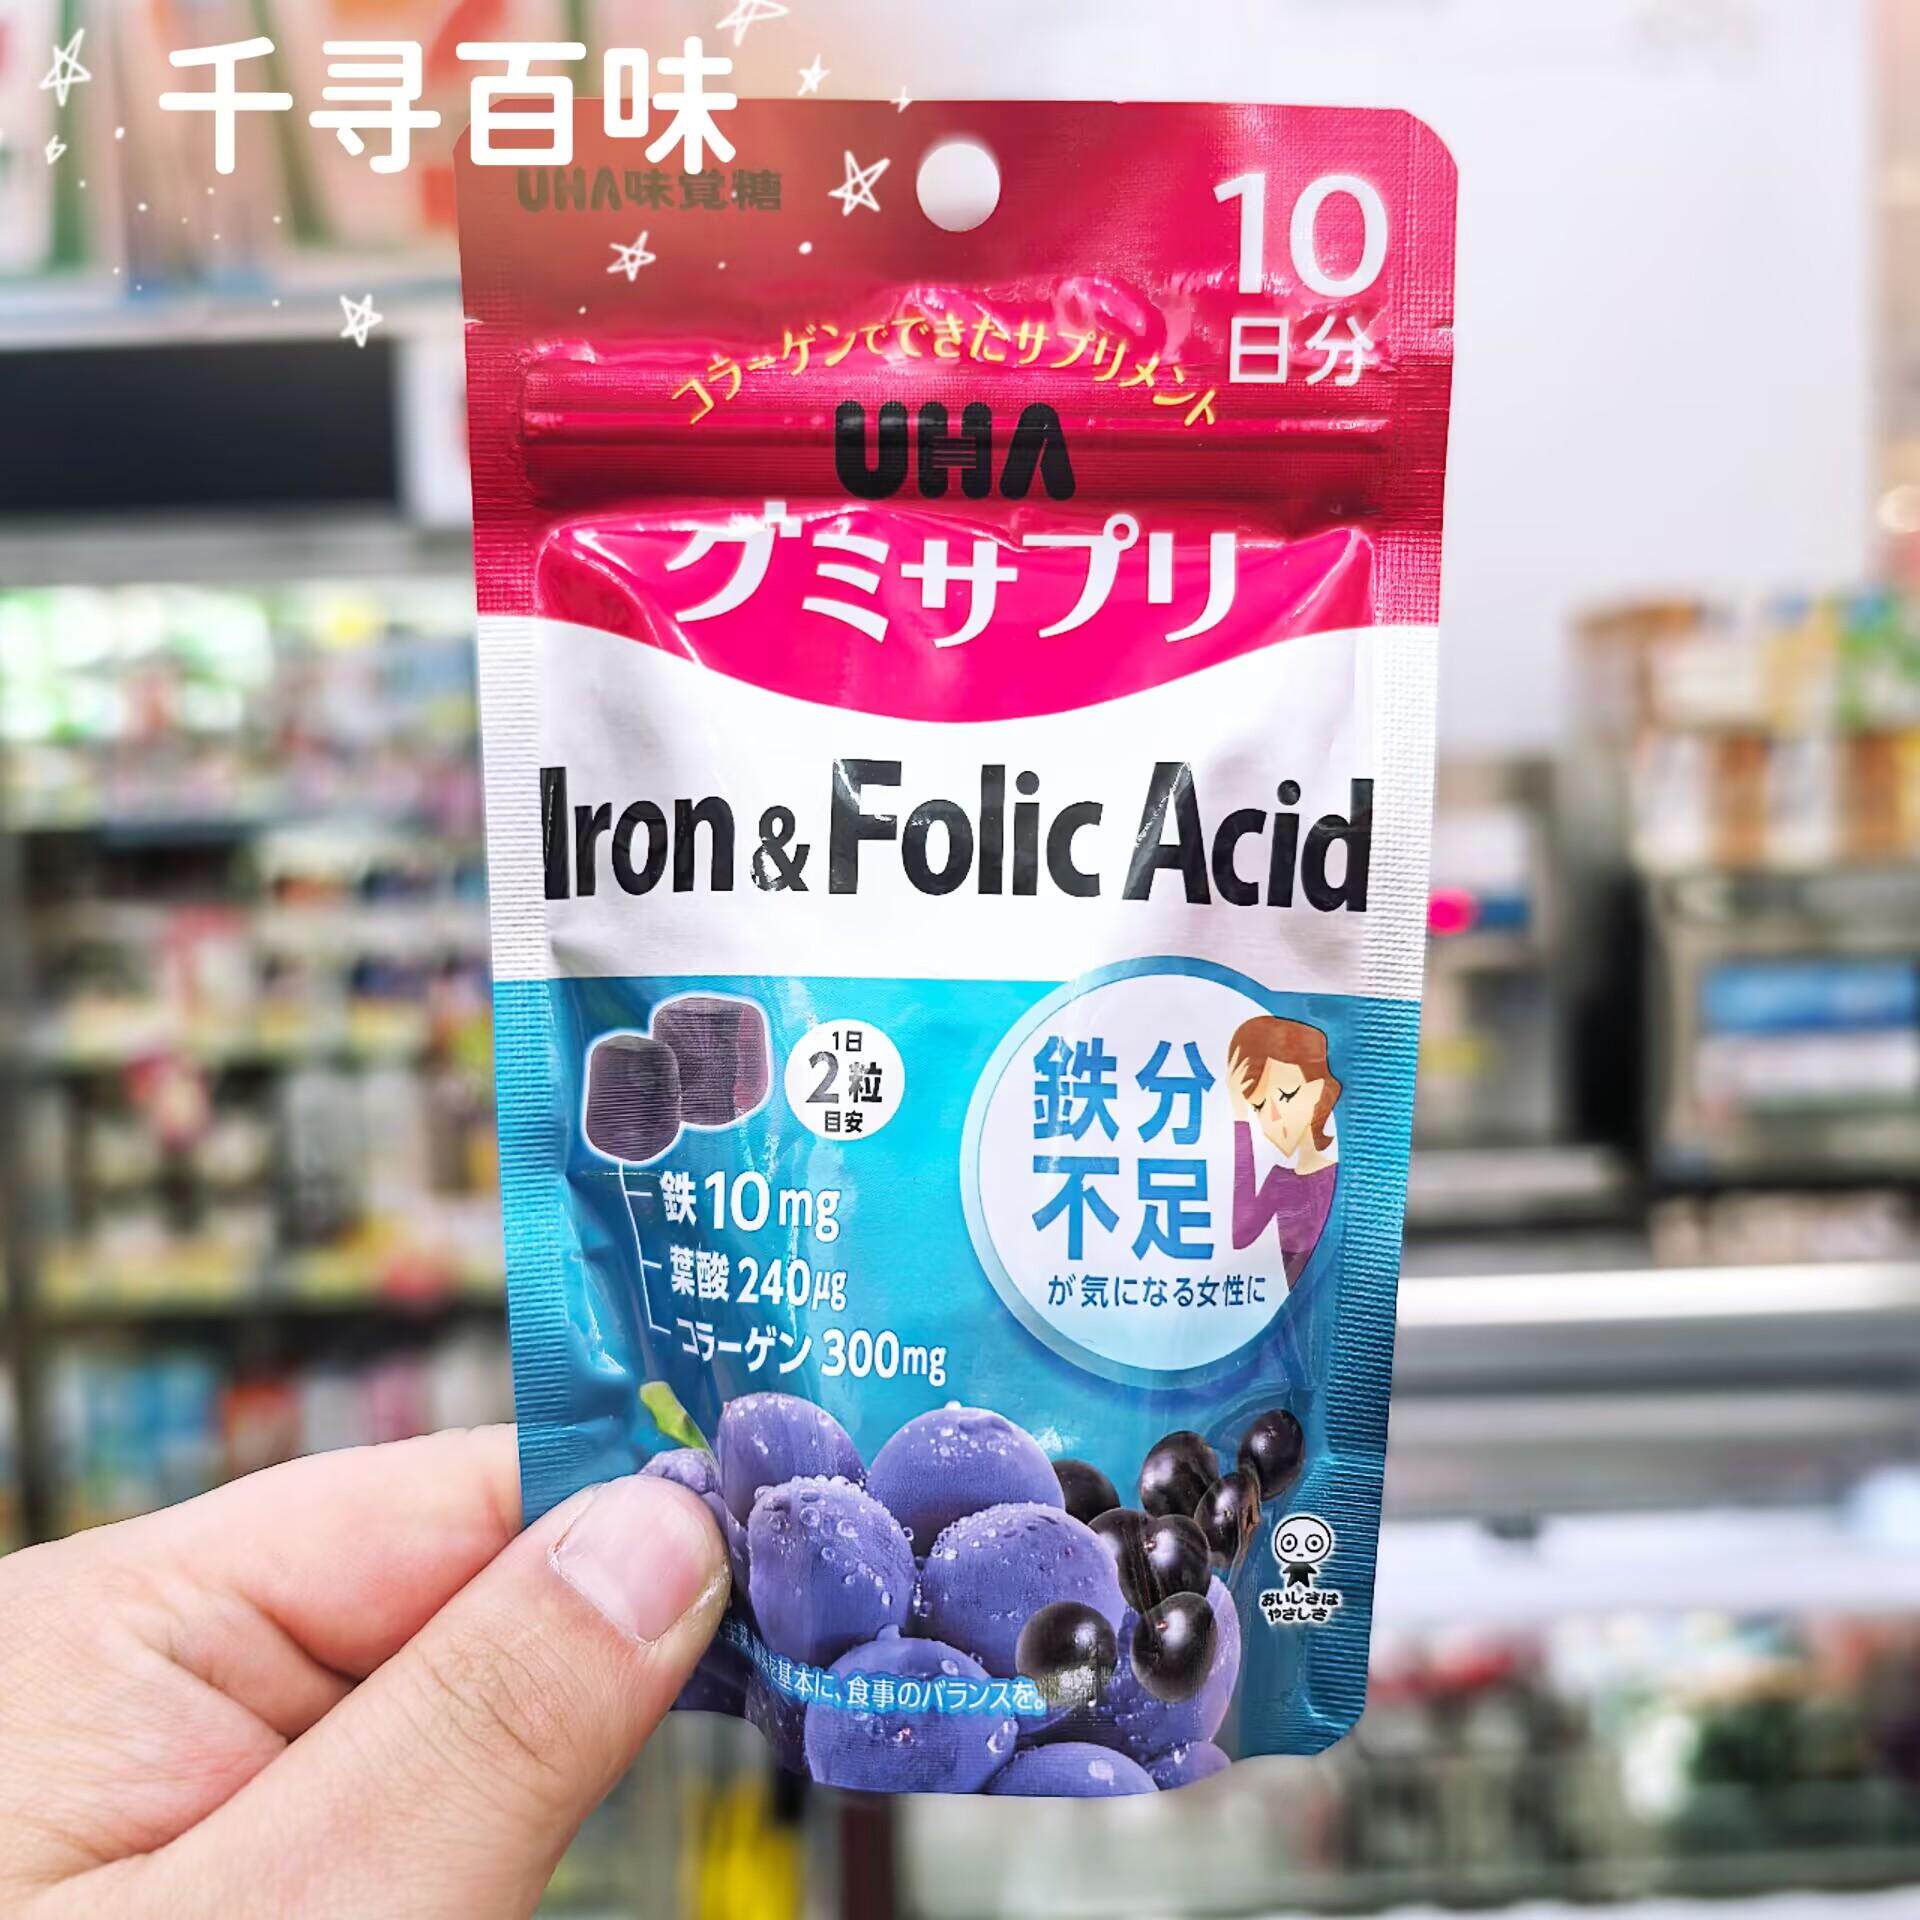 千寻百味
UHA味覚糖
10
日分
コラーゲンでできたサプリメント
UHA
グミサプリ
Iron & Folic Acid
1日
2粒
目安
鉄分
不足
が気になる女性に
鉄 10mg
葉酸 240μg
コラーゲン 300mg
おいしさは
やさしさ
を基本に、食事のバランスを。